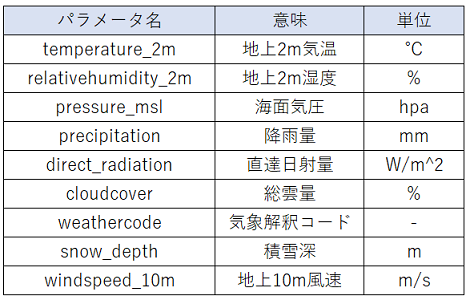 パラメータ名 意味 単位
temperature_2m 地上2m気温 ℃
relativehumidity_2m 地上2m湿度 %
pressure_msl 海面気圧 hpa
precipitation 降雨量 mm
direct_radiation 直達日射量 W/m^2
cloudcover 総雲量 %
weathercode 気象解釈コード -
snow_depth 積雪深 m
windspeed_10m 地上10m風速 m/s